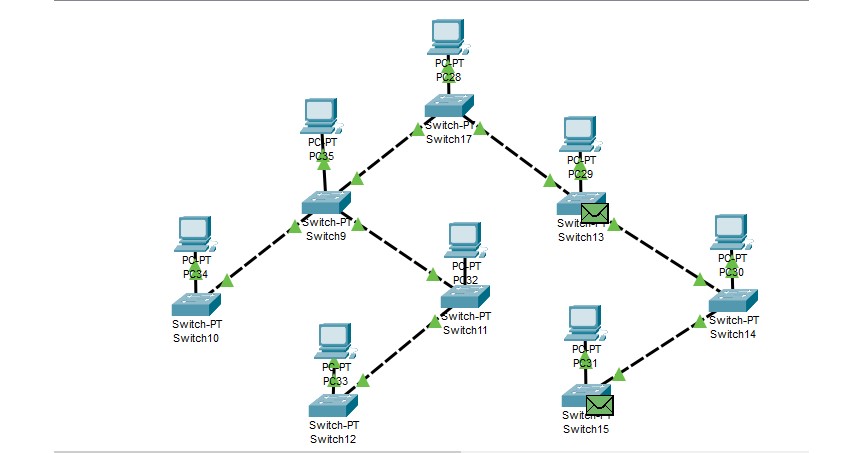 PC-PT
PC28
Switch-PT
Switch17
PC-PT
PC35
PC-PT
PC29
Switch-PT
Switch9
Switch-PT
Switch13
PC-PT
PC34
PC-PT
PC32
PC-PT
PC30
Switch-PT
Switch10
Switch-PT
Switch11
Switch-PT
Switch14
PC-PT
PC33
PC-PT
PC31
Switch-PT
Switch12
Switch-PT
Switch15